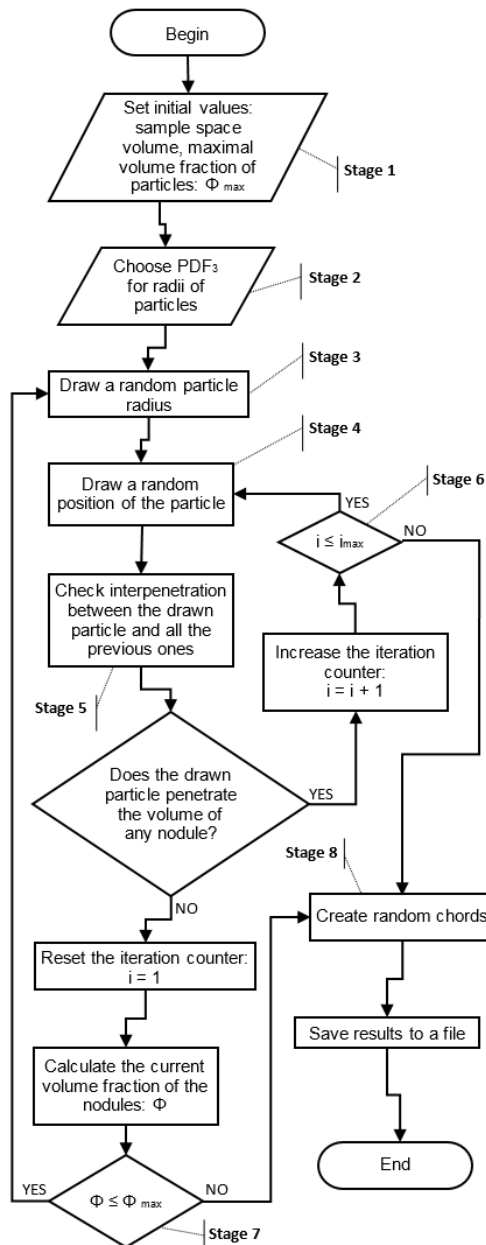 Begin
Set initial values:
sample space
volume, maximal
volume fraction of
particles: Φ max
Stage 1
Choose PDF₃
for radii of
particles
Stage 2
Draw a random particle
radius
Stage 3
Stage 4
Draw a random
position of the particle
Stage 6
YES
NO
i ≤ imax
Check interpenetration
between the drawn
particle and all the
previous ones
Increase the iteration
counter:
i = i + 1
Stage 5
Does the drawn
particle penetrate
the volume of
any nodule?
YES
NO
Stage 8
Create random chords
Reset the iteration counter:
i = 1
Save results to a file
Calculate the current
volume fraction of the
nodules: Φ
End
YES
Φ ≤ Φ max
NO
Stage 7